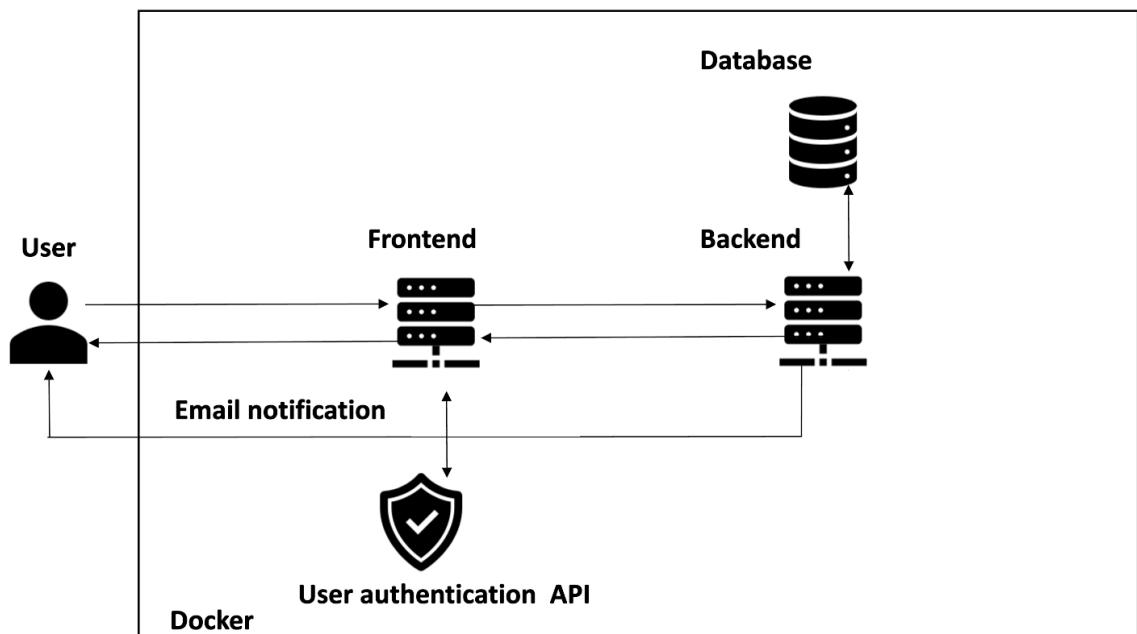 Database
User
Frontend
Backend
Email notification
User authentication  API
Docker